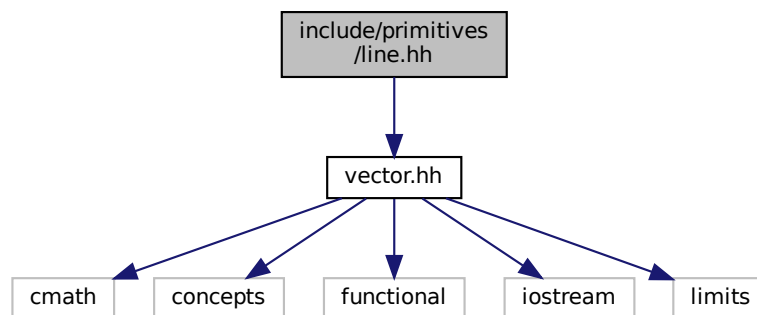 include/primitives
/line.hh
vector.hh
cmath
concepts
functional
iostream
limits